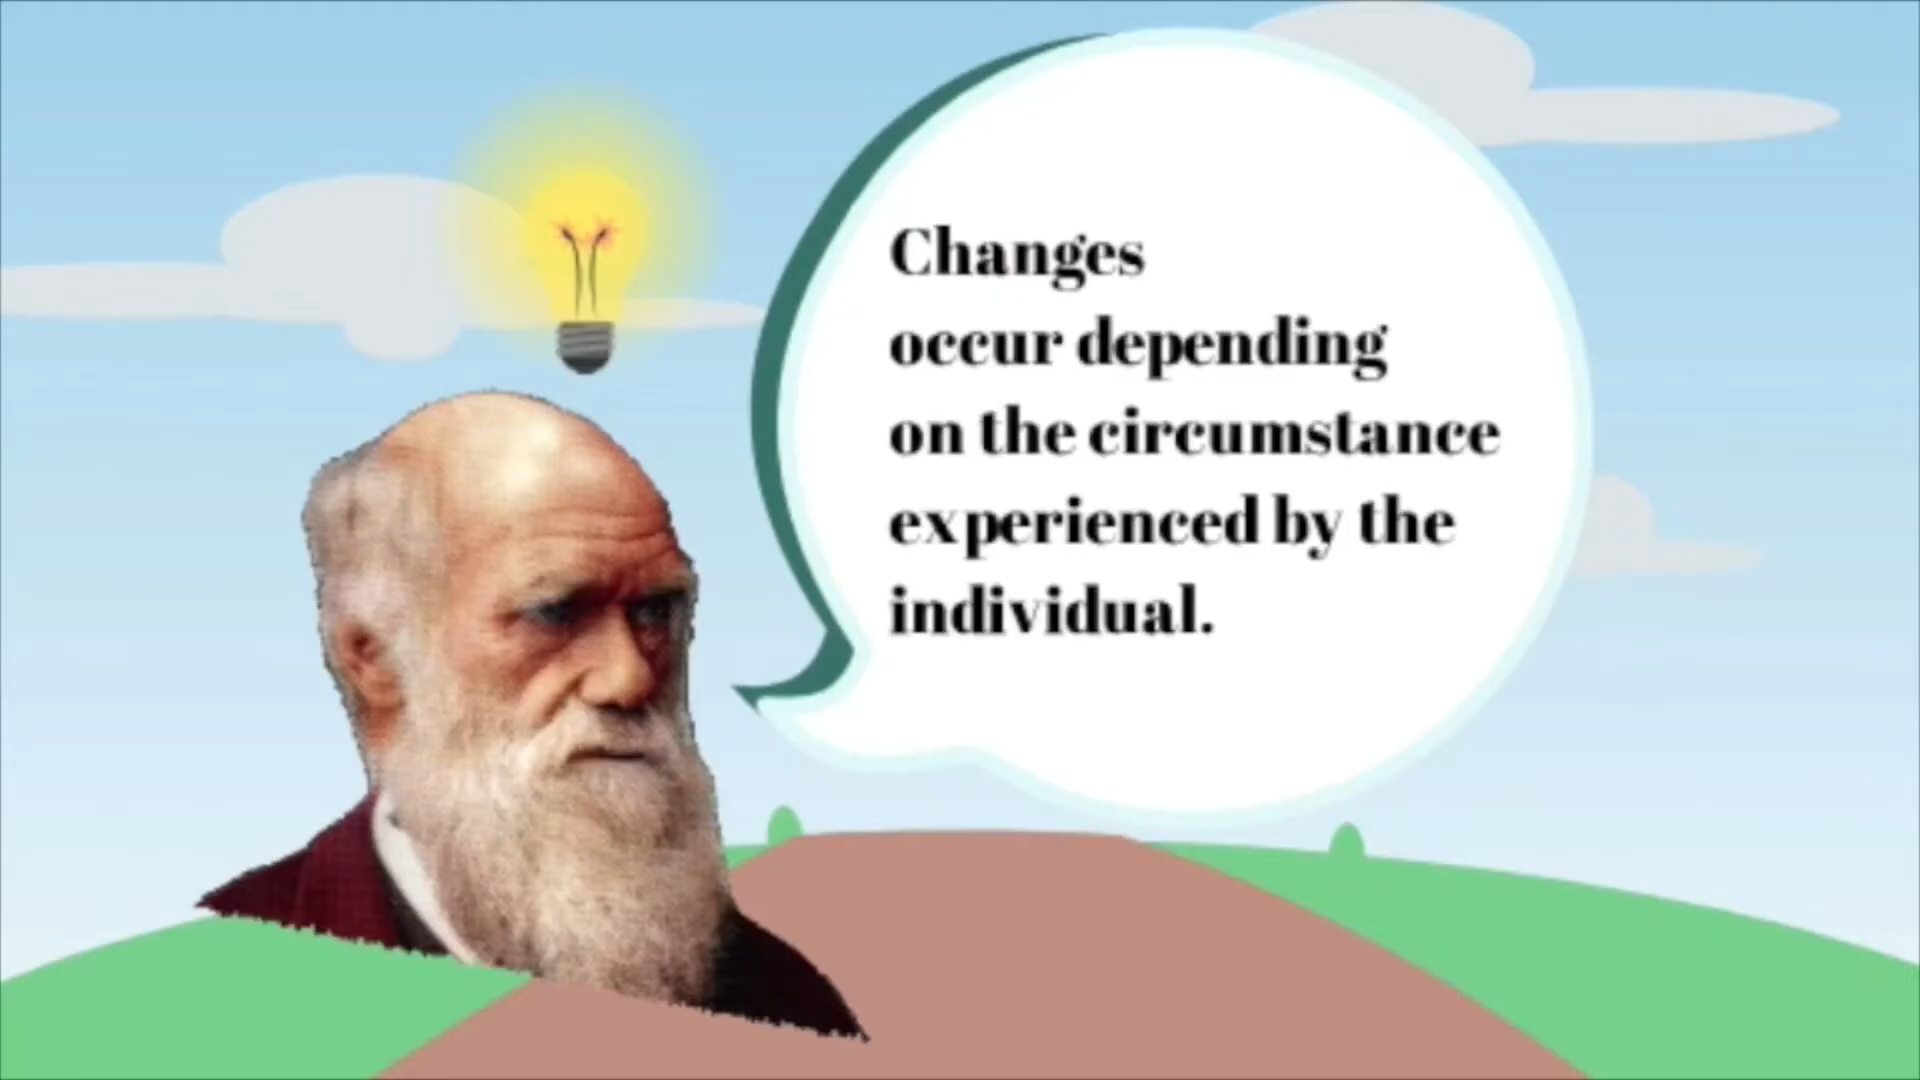 Changes
occur depending
on the circumstance
experienced by the
individual.